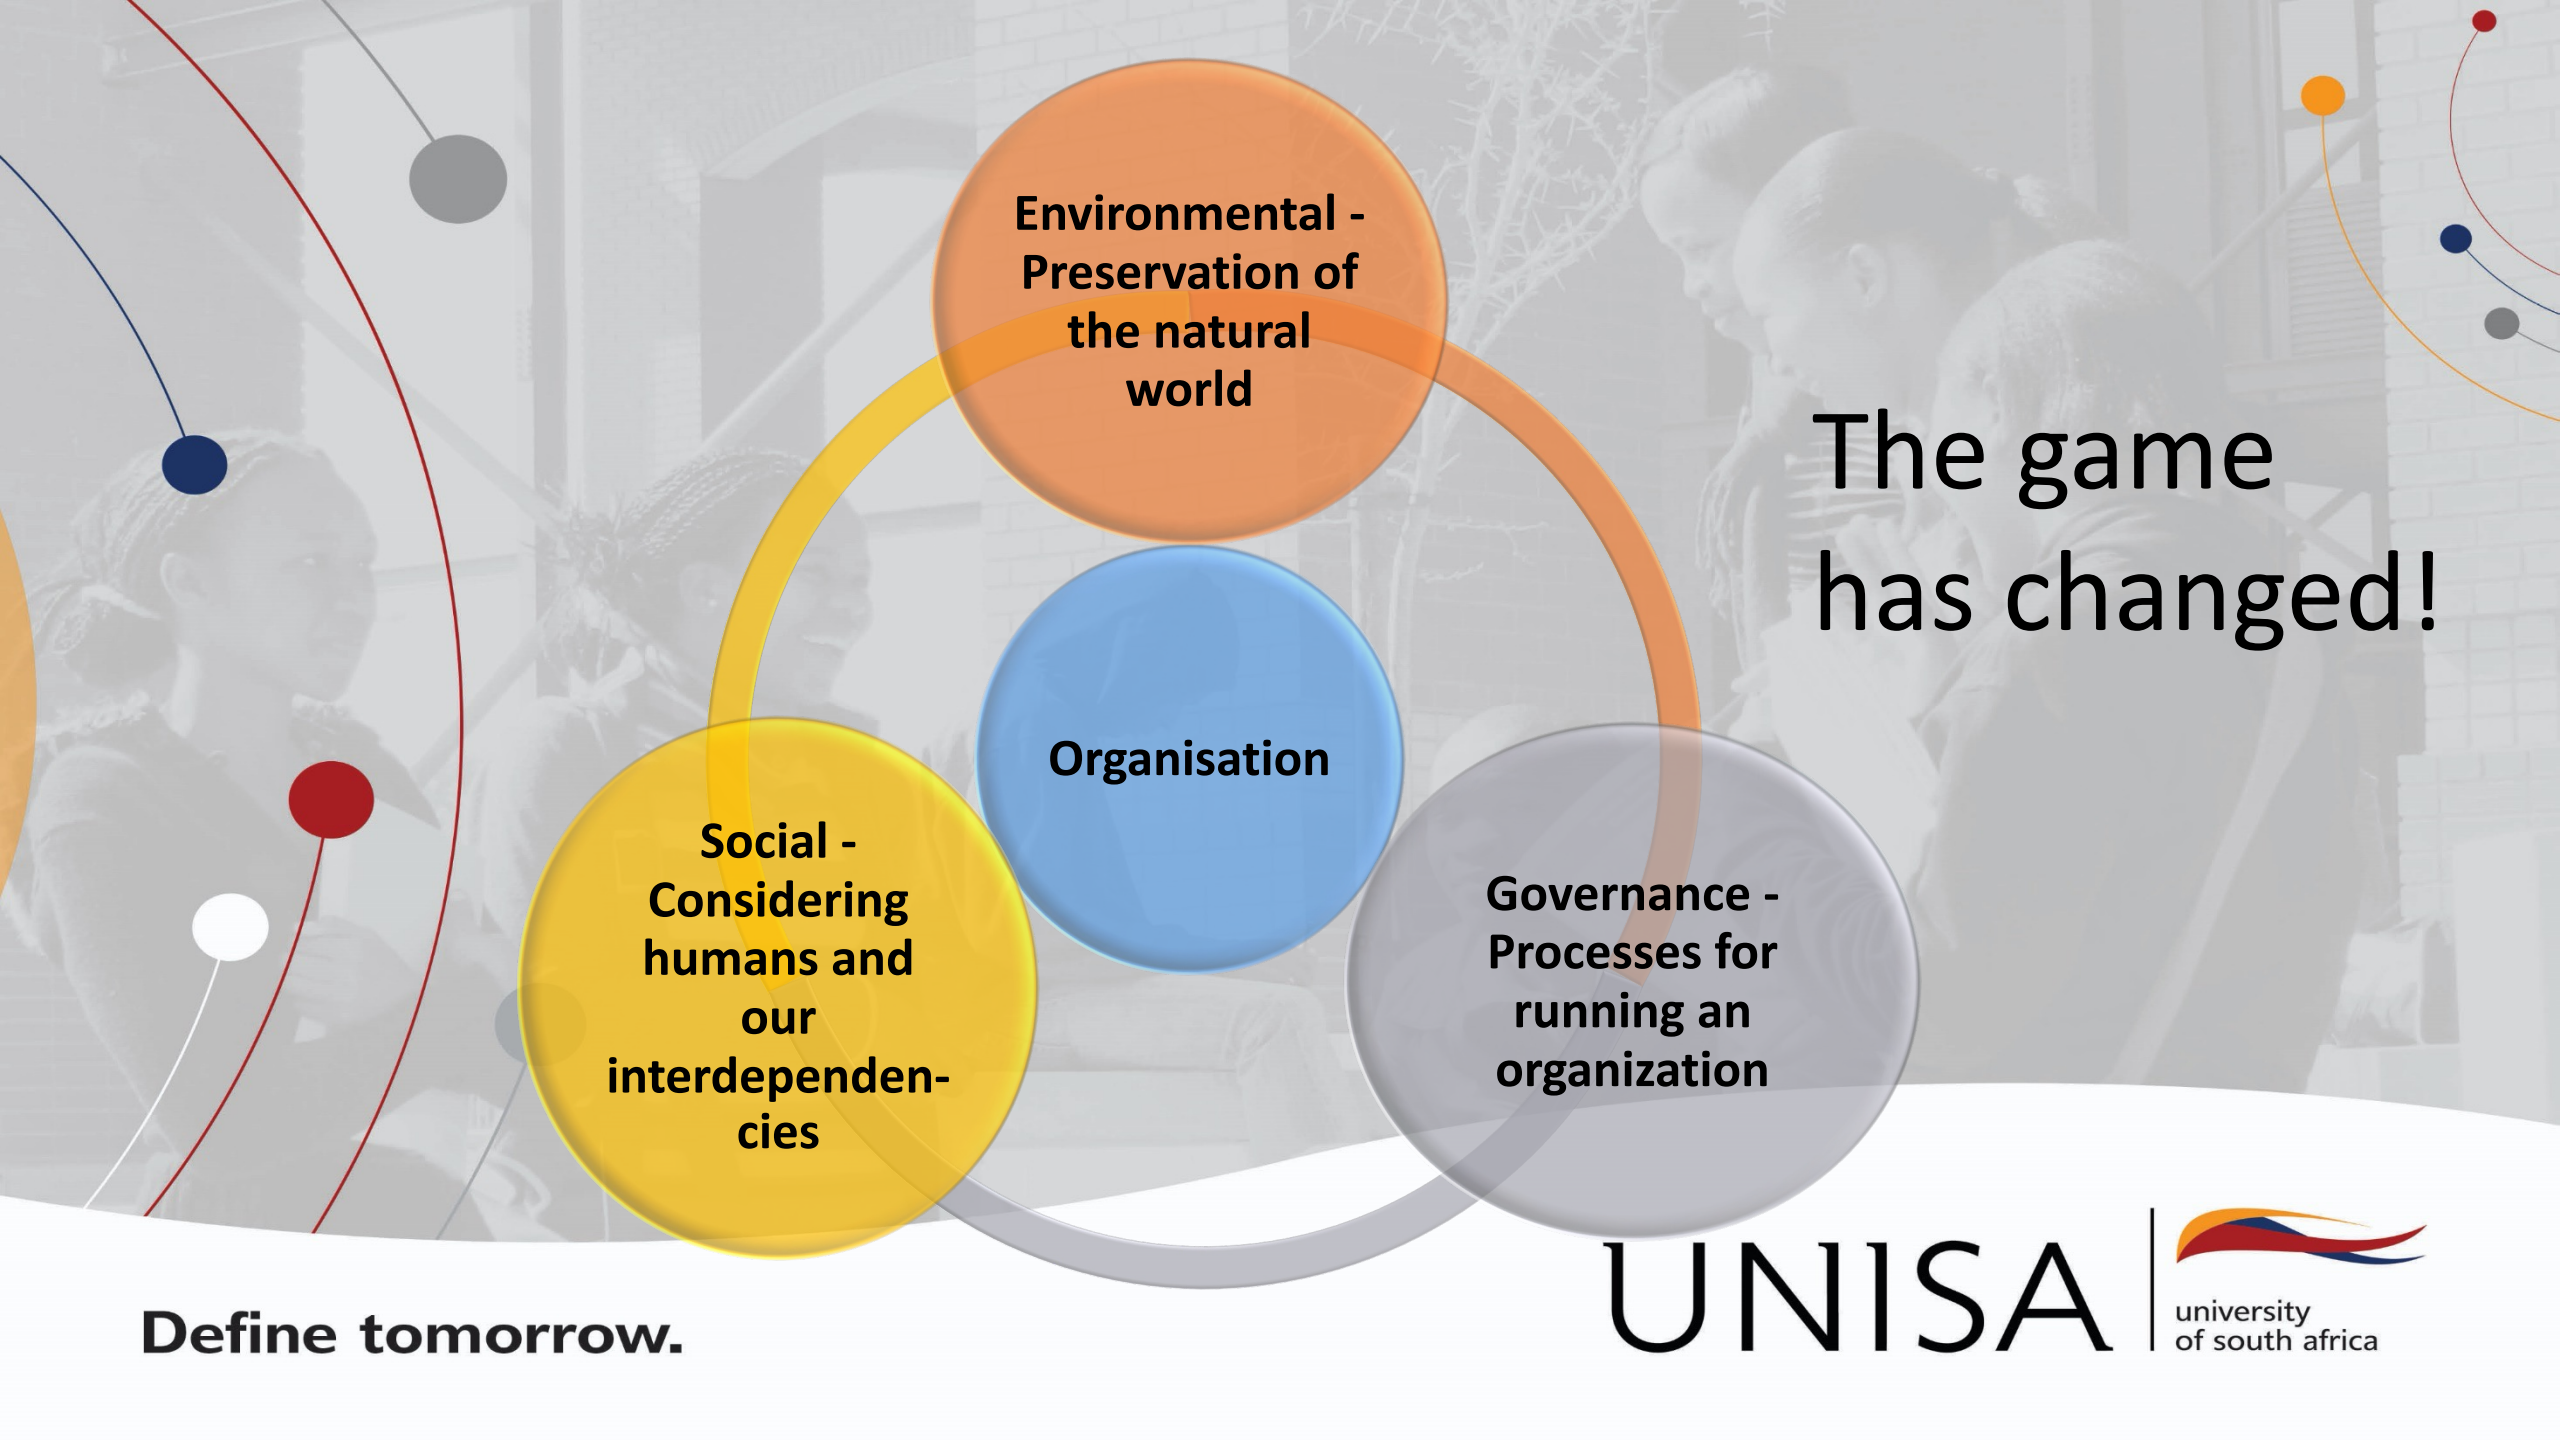 Environmental -
Preservation of
the natural
world
The game
has changed!
Organisation
Social -
Considering
humans and
our
interdependen-
cies
Governance -
Processes for
running an
organization
Define tomorrow.
UNISA
university
of south africa